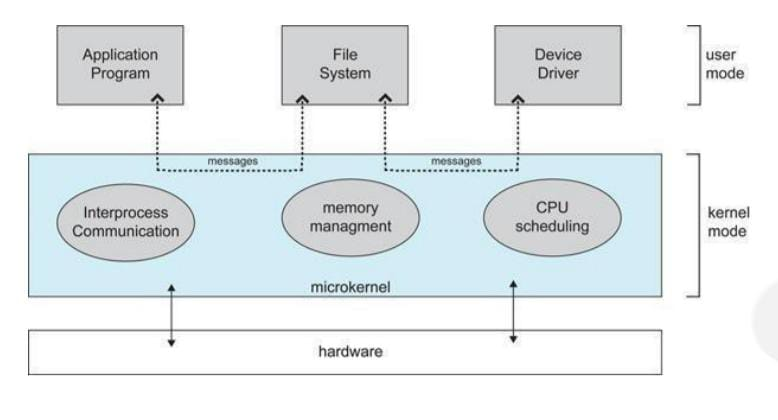 Application
Program
File
System
Device
Driver
user
mode
messages
messages
Interprocess
Communication
memory
managment
CPU
scheduling
kernel
mode
microkernel
hardware